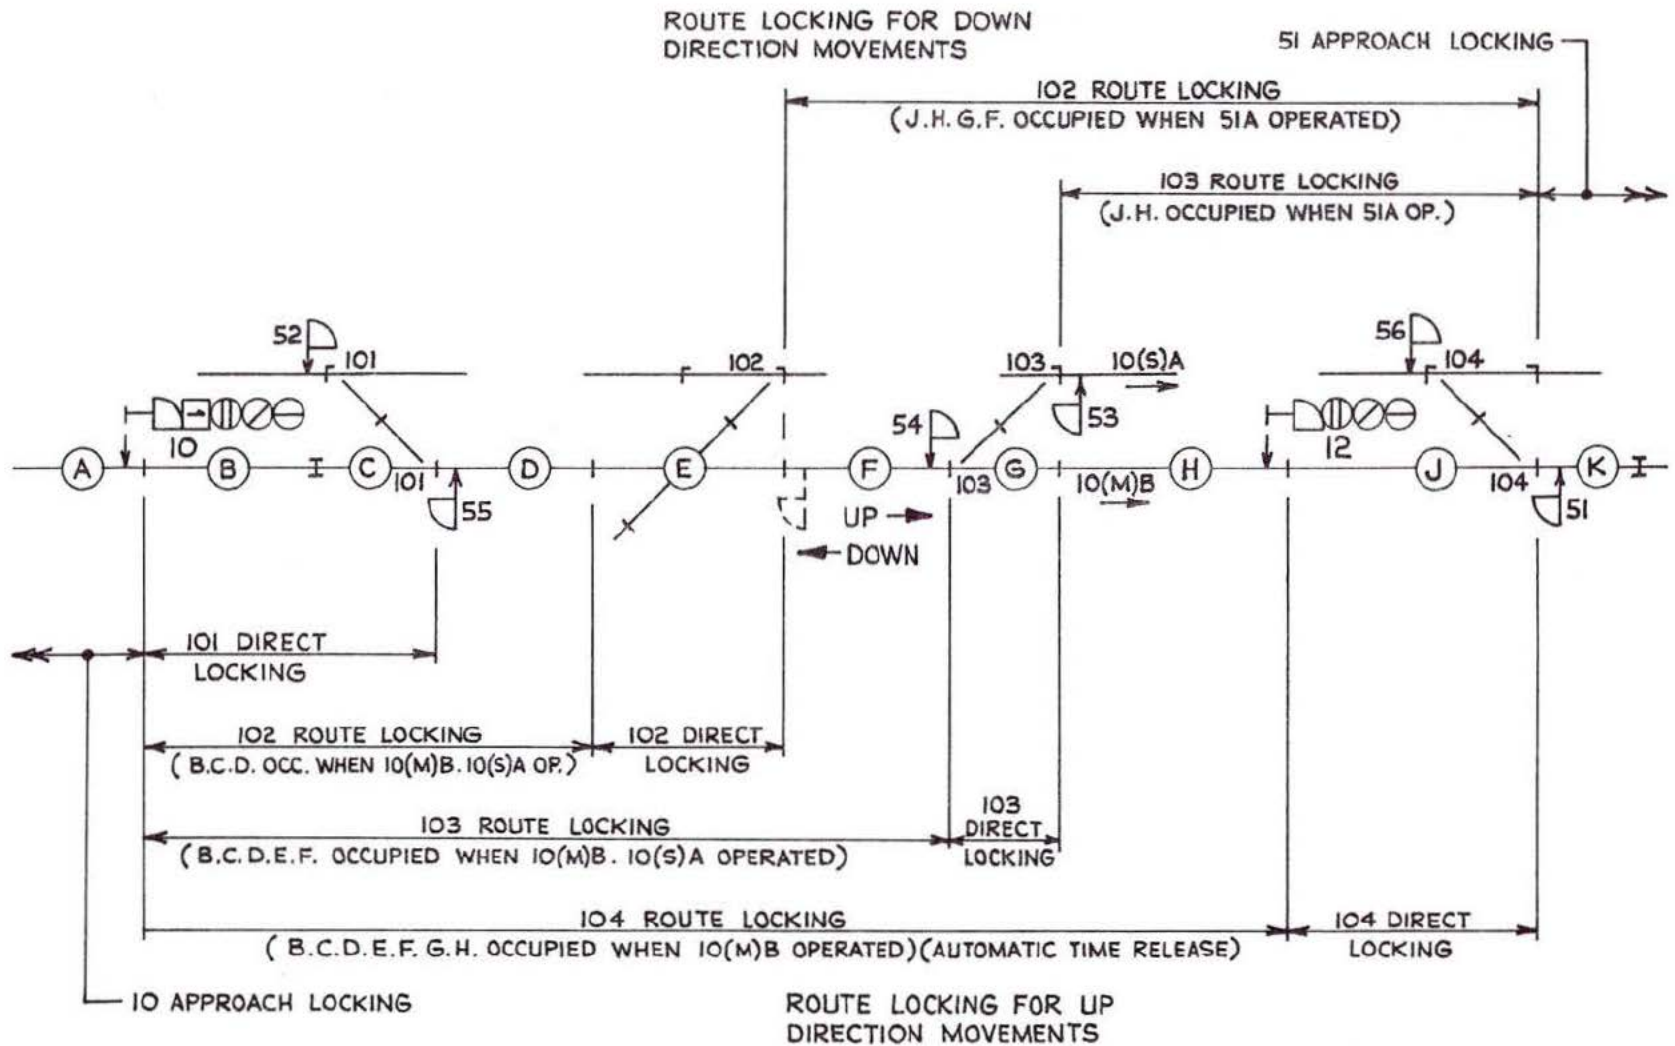 ROUTE LOCKING FOR DOWN
DIRECTION MOVEMENTS
51 APPROACH LOCKING
102 ROUTE LOCKING
(J.H.G.F. OCCUPIED WHEN 51A OPERATED)
103 ROUTE LOCKING
(J.H. OCCUPIED WHEN 51A OP.)
52
101
102
103
10(S)A
56
104
10
54
53
12
A
B
I
C
101
D
E
F
103
G
10(M)B
H
J
104
K
I
55
UP
DOWN
51
101 DIRECT
LOCKING
102 ROUTE LOCKING
(B.C.D. OCC. WHEN 10(M)B.10(S)A OP.)
102 DIRECT
LOCKING
103 ROUTE LOCKING
(B.C.D.E.F. OCCUPIED WHEN 10(M)B.10(S)A OPERATED)
103
DIRECT
LOCKING
104 ROUTE LOCKING
(B.C.D.E.F.G.H. OCCUPIED WHEN 10(M)B OPERATED)(AUTOMATIC TIME RELEASE)
104 DIRECT
LOCKING
10 APPROACH LOCKING
ROUTE LOCKING FOR UP
DIRECTION MOVEMENTS